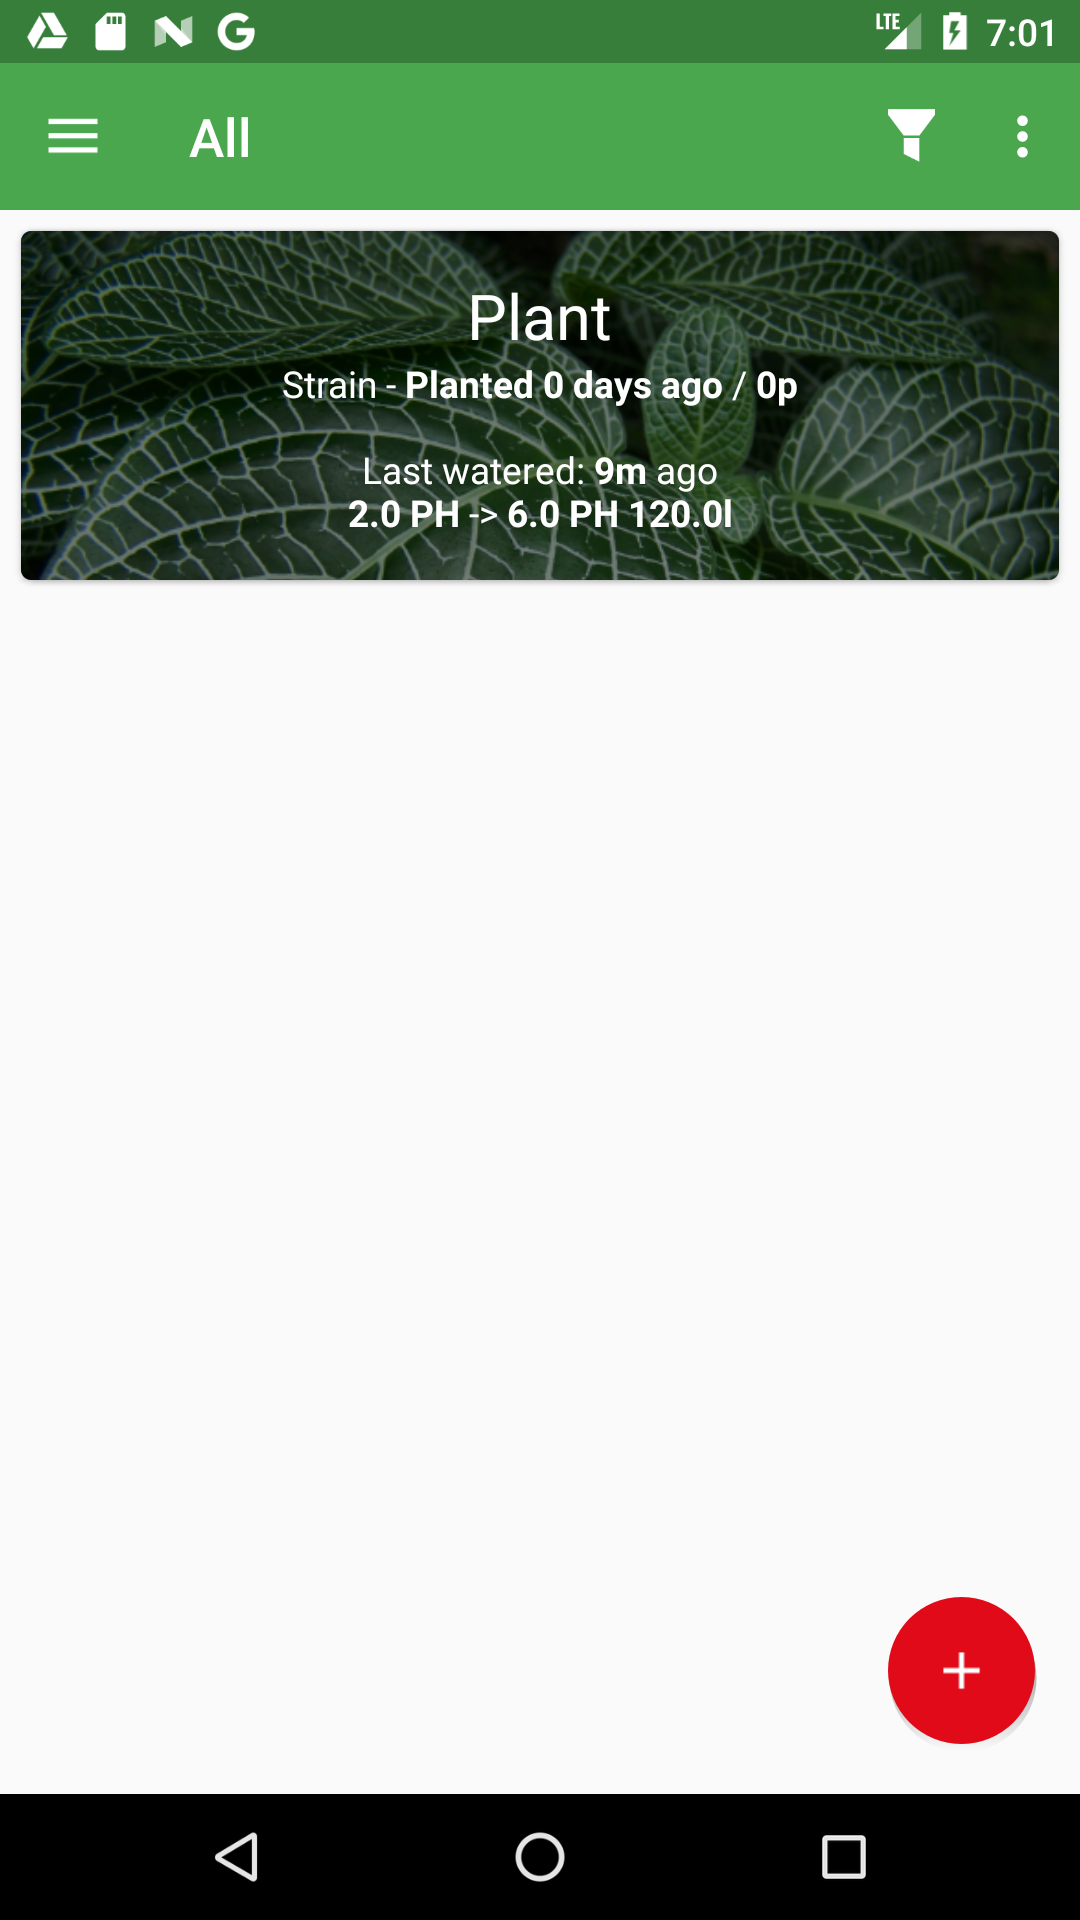 LTE 7:01
All
Plant
Strain - Planted 0 days ago / 0p
Last watered: 9m ago
2.0 PH -> 6.0 PH 120.0l